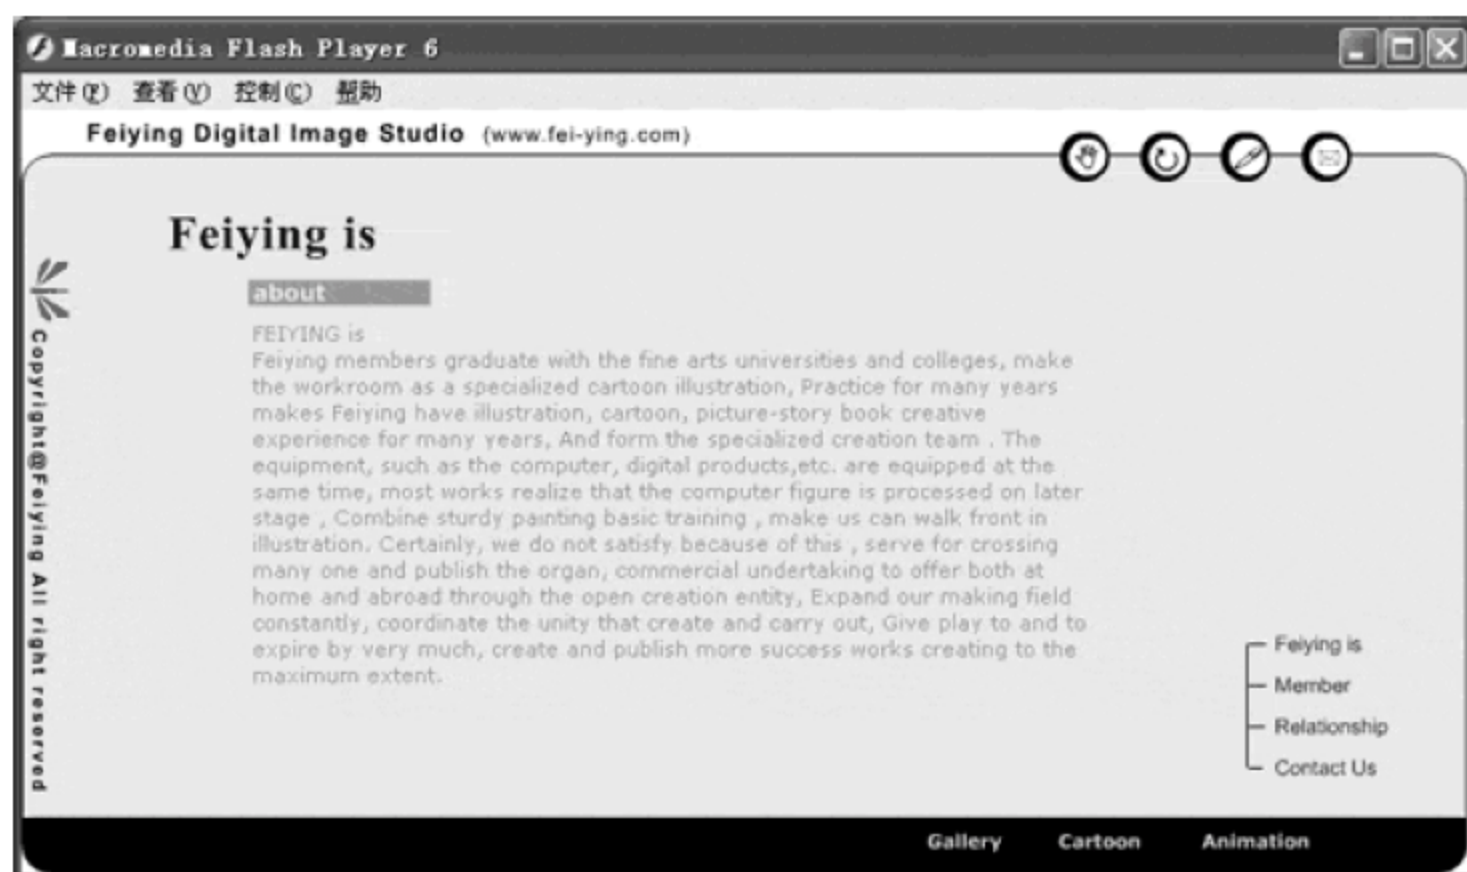 Macromedia Flash Player 6
文件(F) 查看(V) 控制(C) 帮助
Feiying Digital Image Studio (www.fei-ying.com)
Feiying is
about
FEIYING is
Feiying members graduate with the fine arts universities and colleges, make
the workroom as a specialized cartoon illustration, Practice for many years
makes Feiying have illustration, cartoon, picture-story book creative
experience for many years, And form the specialized creation team . The
equipment, such as the computer, digital products,etc. are equipped at the
same time, most works realize that the computer figure is processed on later
stage , Combine sturdy painting basic training , make us can walk front in
illustration. Certainly, we do not satisfy because of this , serve for crossing
many one and publish the organ, commercial undertaking to offer both at
home and abroad through the open creation entity, Expand our making field
constantly, coordinate the unity that create and carry out, Give play to and to
expire by very much, create and publish more success works creating to the
maximum extent.
Copyright@Feiying All right reserved
Feiying is
Member
Relationship
Contact Us
Gallery Cartoon Animation